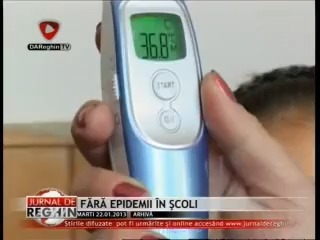 DAReghin TV
36.8
START
JURNAL DE
REGHIN
FĂRĂ EPIDEMII ÎN ŞCOLI
MARTI 22.01.2013
ARHIVĂ
Ştirile difuzate pot fi urmărite şi online accesând www.jurnaldereghin